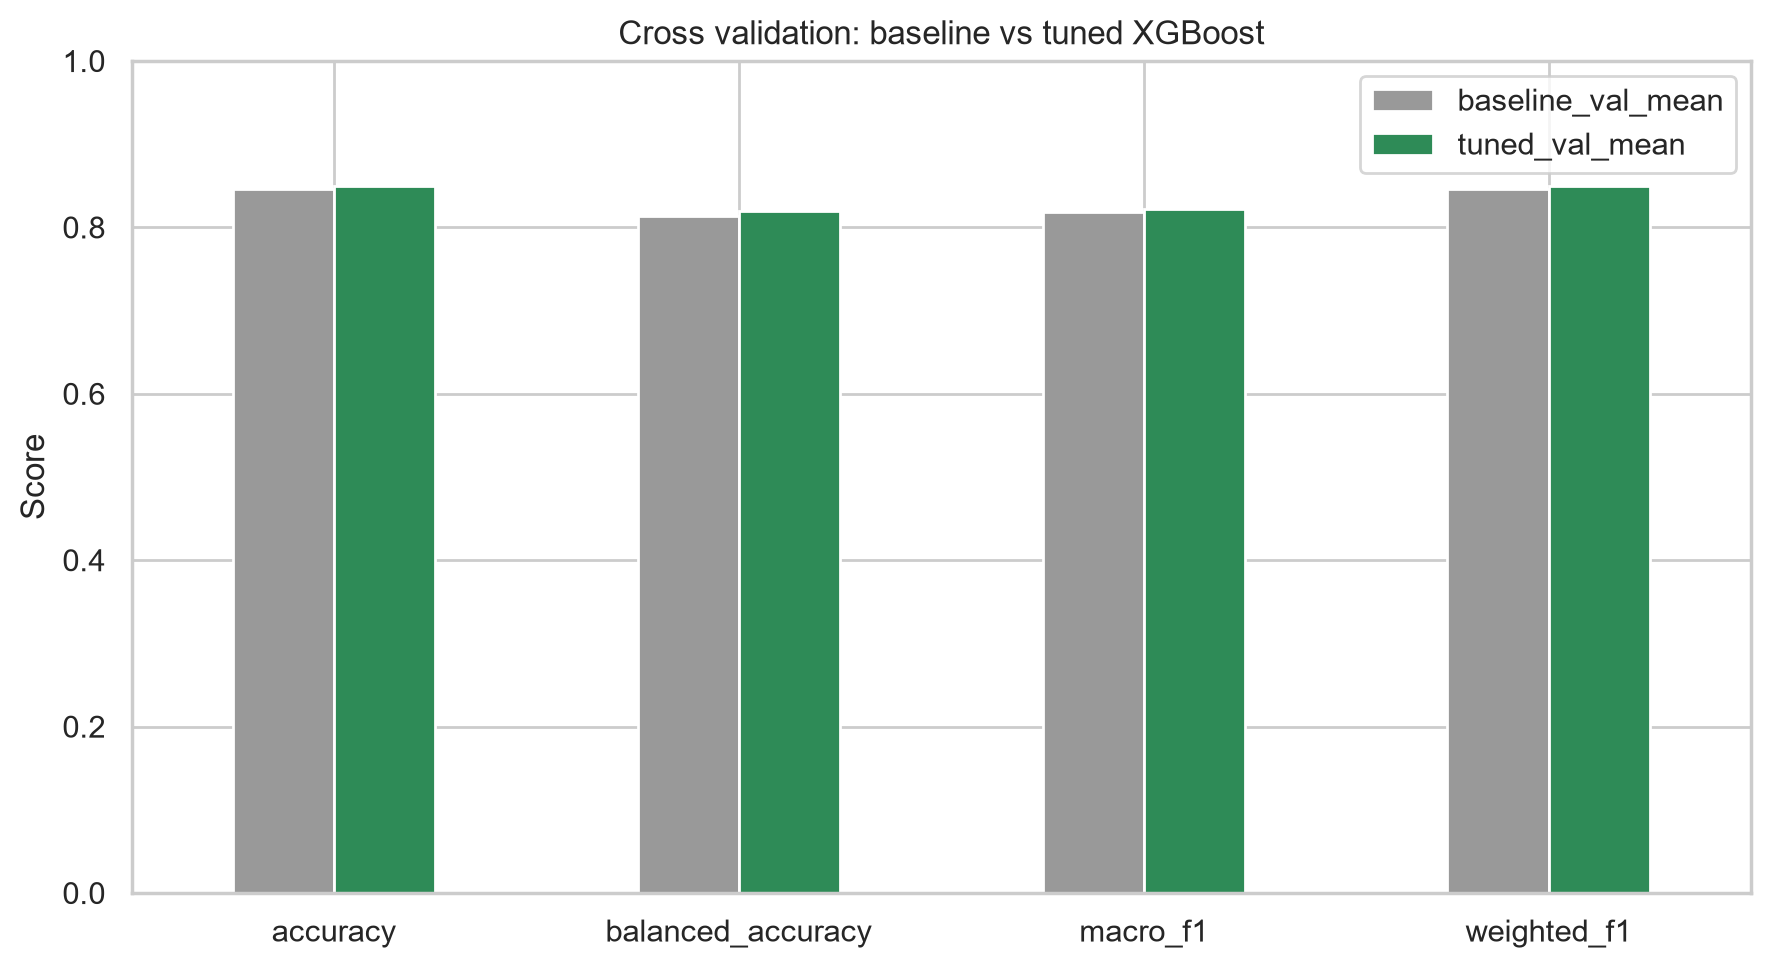 Cross validation: baseline vs tuned XGBoost
1.0
0.8
0.6
0.4
0.2
0.0
Score
baseline_val_mean
tuned_val_mean
accuracy
balanced_accuracy
macro_f1
weighted_f1